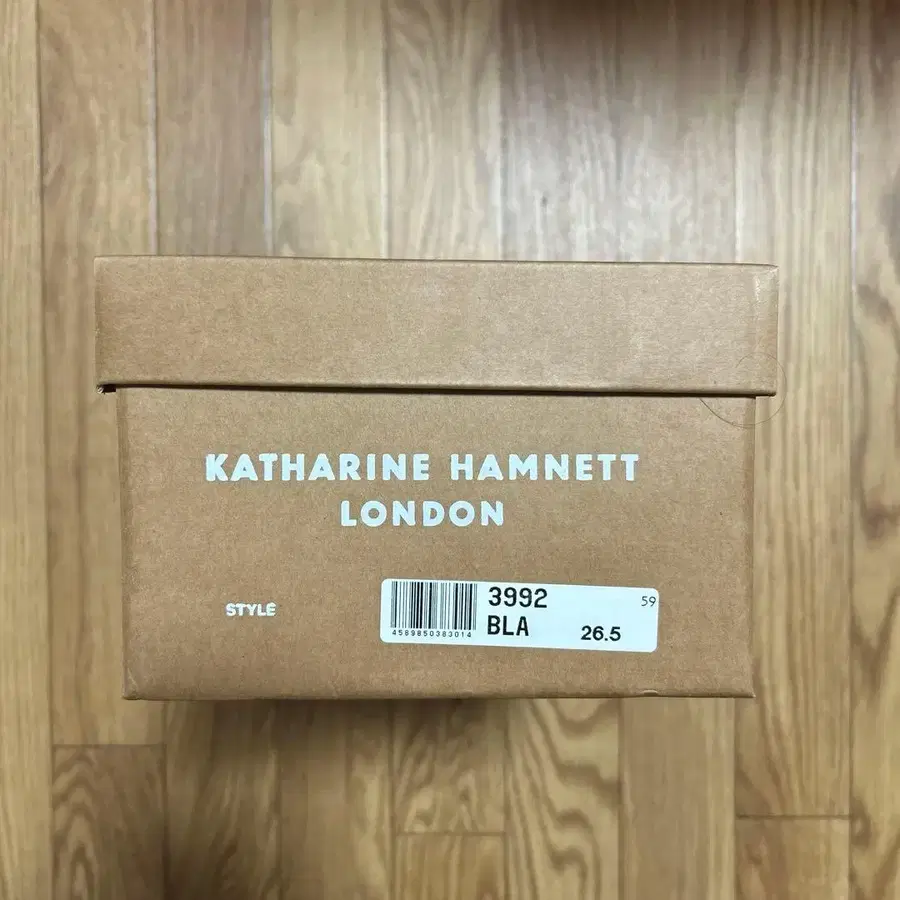 KATHARINE HAMNETT
LONDON
STYLE
3992
59
BLA
26.5
4589850383014